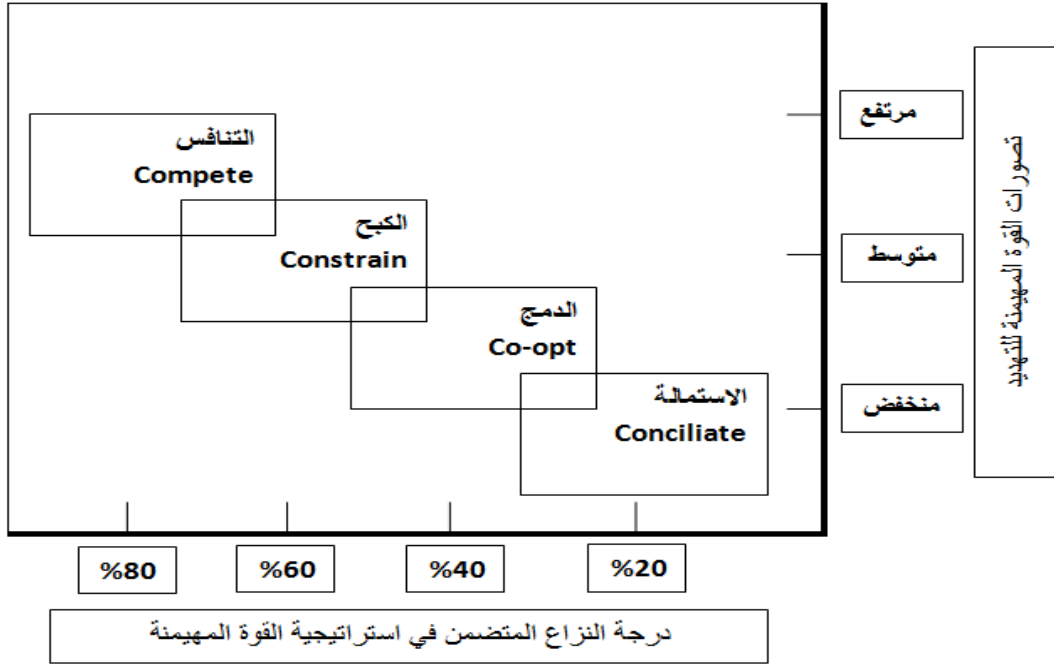 التنافس
Compete
الكبح
Constrain
الدمج
Co-opt
الاستمالة
Conciliate
مرتفع
متوسط
منخفض
تصورات القوة المهيمنة للتهديد
%20
%40
%60
%80
درجة النزاع المتضمن في استراتيجية القوة المهيمنة